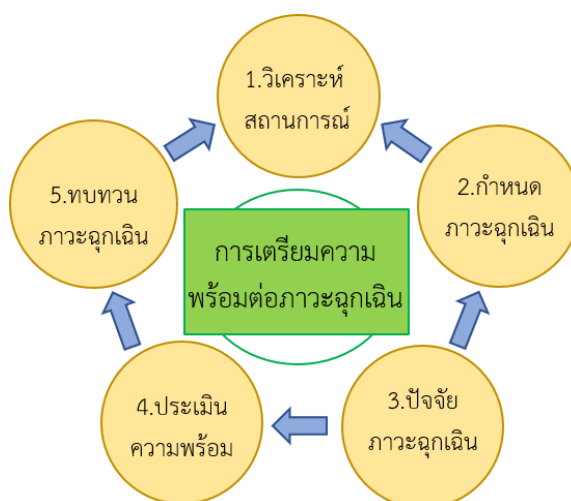 1.วิเคราะห์
สถานการณ์
2.กำหนด
ภาวะฉุกเฉิน
3.ปัจจัย
ภาวะฉุกเฉิน
4.ประเมิน
ความพร้อม
5.ทบทวน
ภาวะฉุกเฉิน
การเตรียมความ
พร้อมต่อภาวะฉุกเฉิน